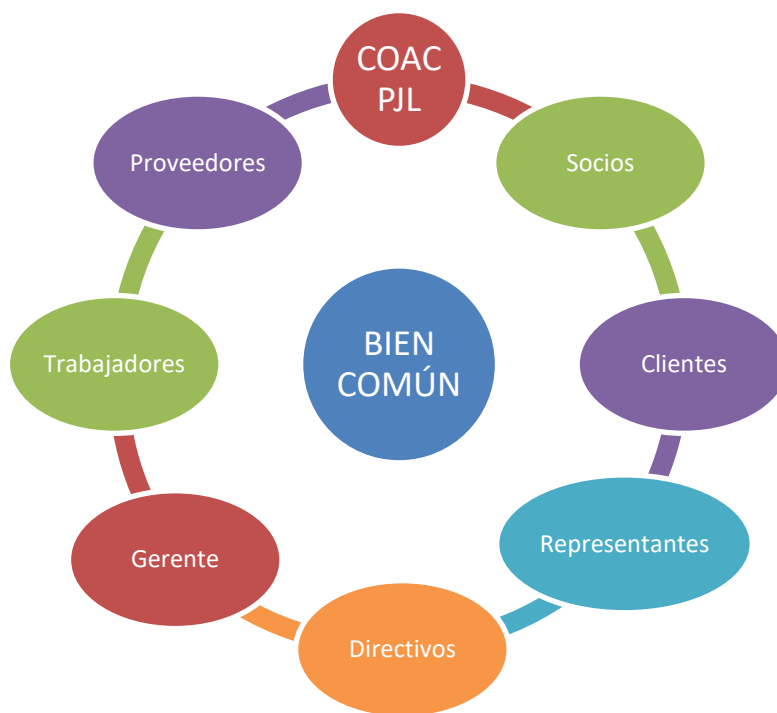 COAC
PJL
Socios
Clientes
Representantes
Directivos
Gerente
Trabajadores
Proveedores
BIEN
COMÚN